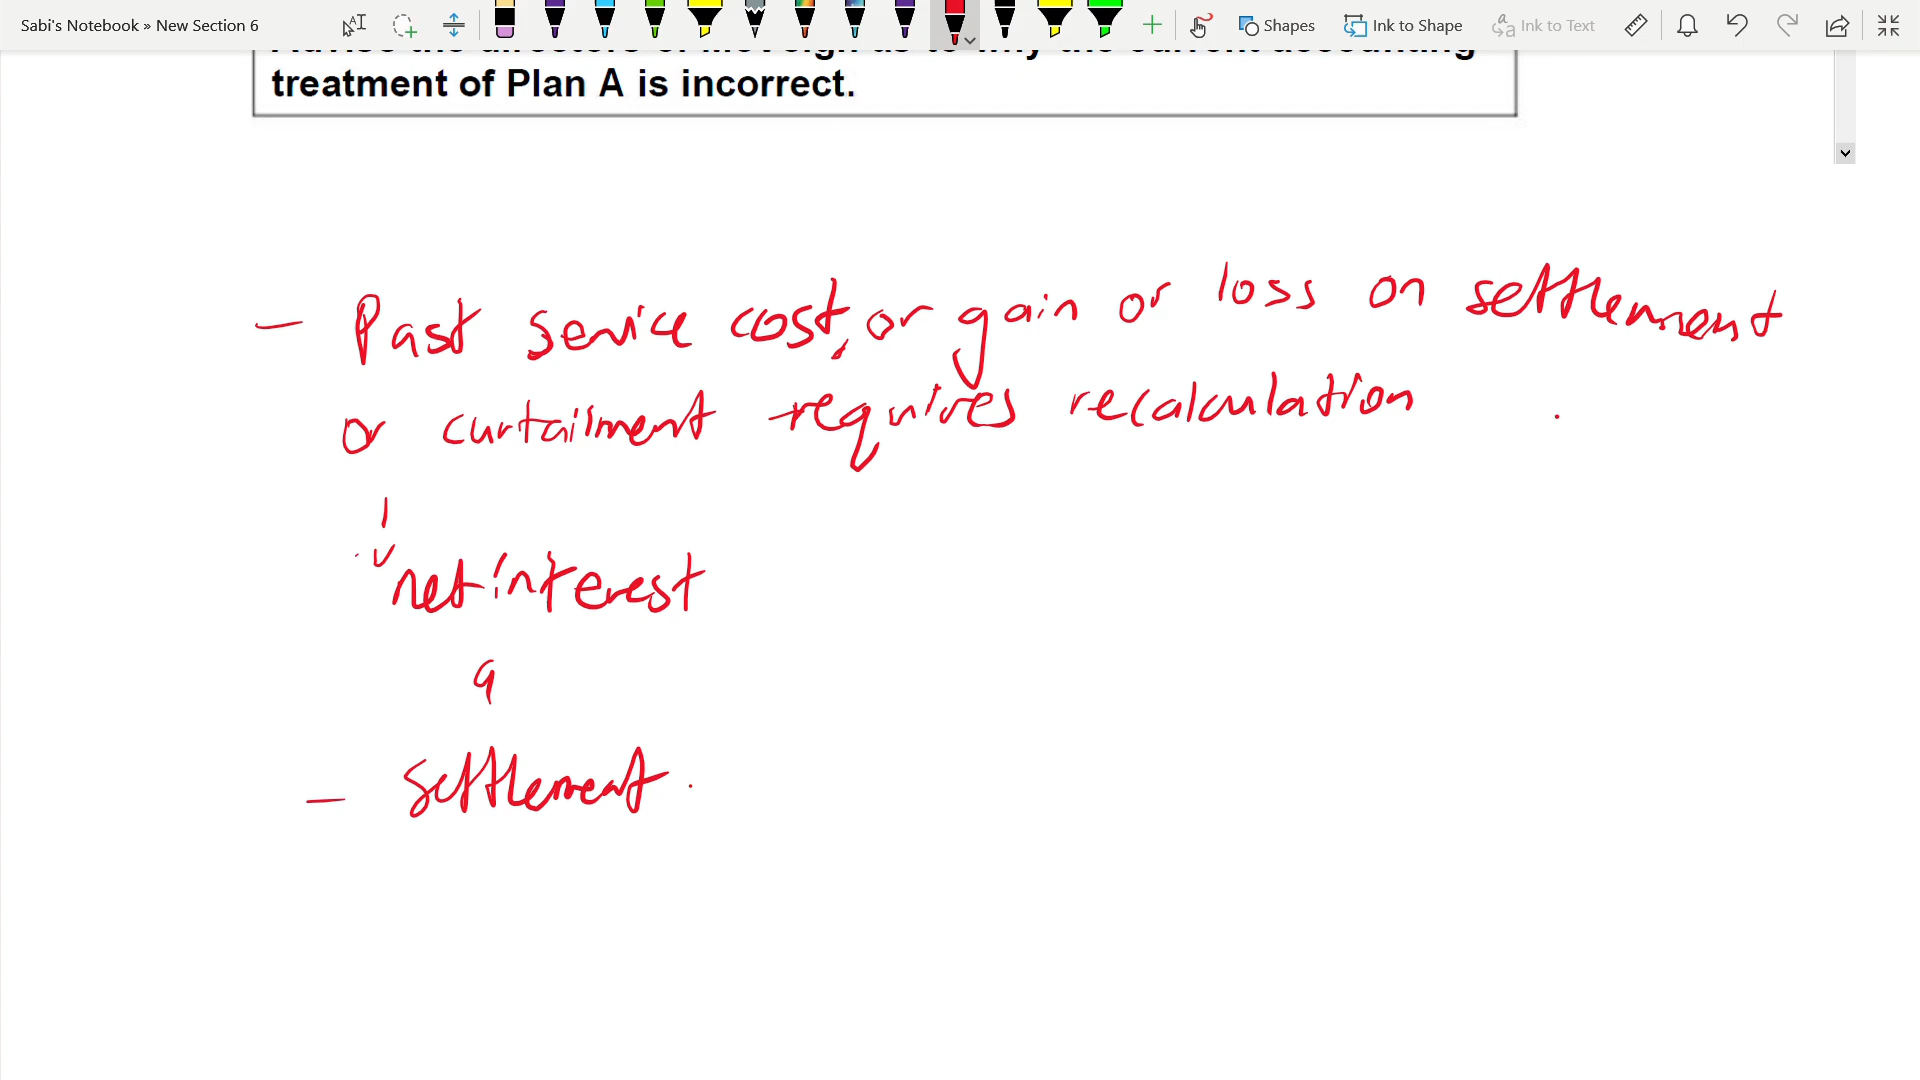 Sabi's Notebook » New Section 6
Shapes
Ink to Shape
Ink to Text
treatment of Plan A is incorrect.
- Past service cost, or gain or loss on settlement
or curtailment requires recalculation
net interest
- settlement